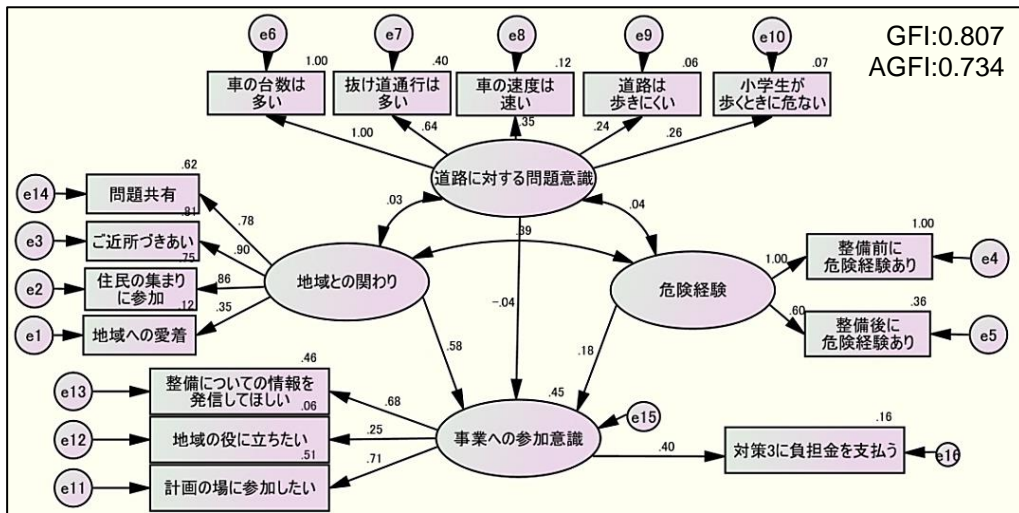 GFI:0.807
AGFI:0.734
e6
e7
e8
e9
e10
1.00
.40
.12
.06
.07
車の台数は
多い
抜け道通行は
多い
車の速度は
速い
道路は
歩きにくい
小学生が
歩くときに危ない
1.00
.64
.35
.24
.26
道路に対する問題意識
.62
e14
問題共有
.78
.81
e3
ご近所づきあい
.90
.75
e2
住民の集まり
に参加
.86
.12
e1
地域への愛着
.35
.03
.04
.39
地域との関わり
危険経験
1.00
整備前に
危険経験あり
1.00
e4
.36
整備後に
危険経験あり
.60
e5
-.04
.58
.18
.46
e13
整備についての情報を
発信してほしい
.68
.06
e12
地域の役に立ちたい
.25
.51
e11
計画の場に参加したい
.71
.45
事業への参加意識
e15
.40
.16
対策3に負担金を支払う
e16